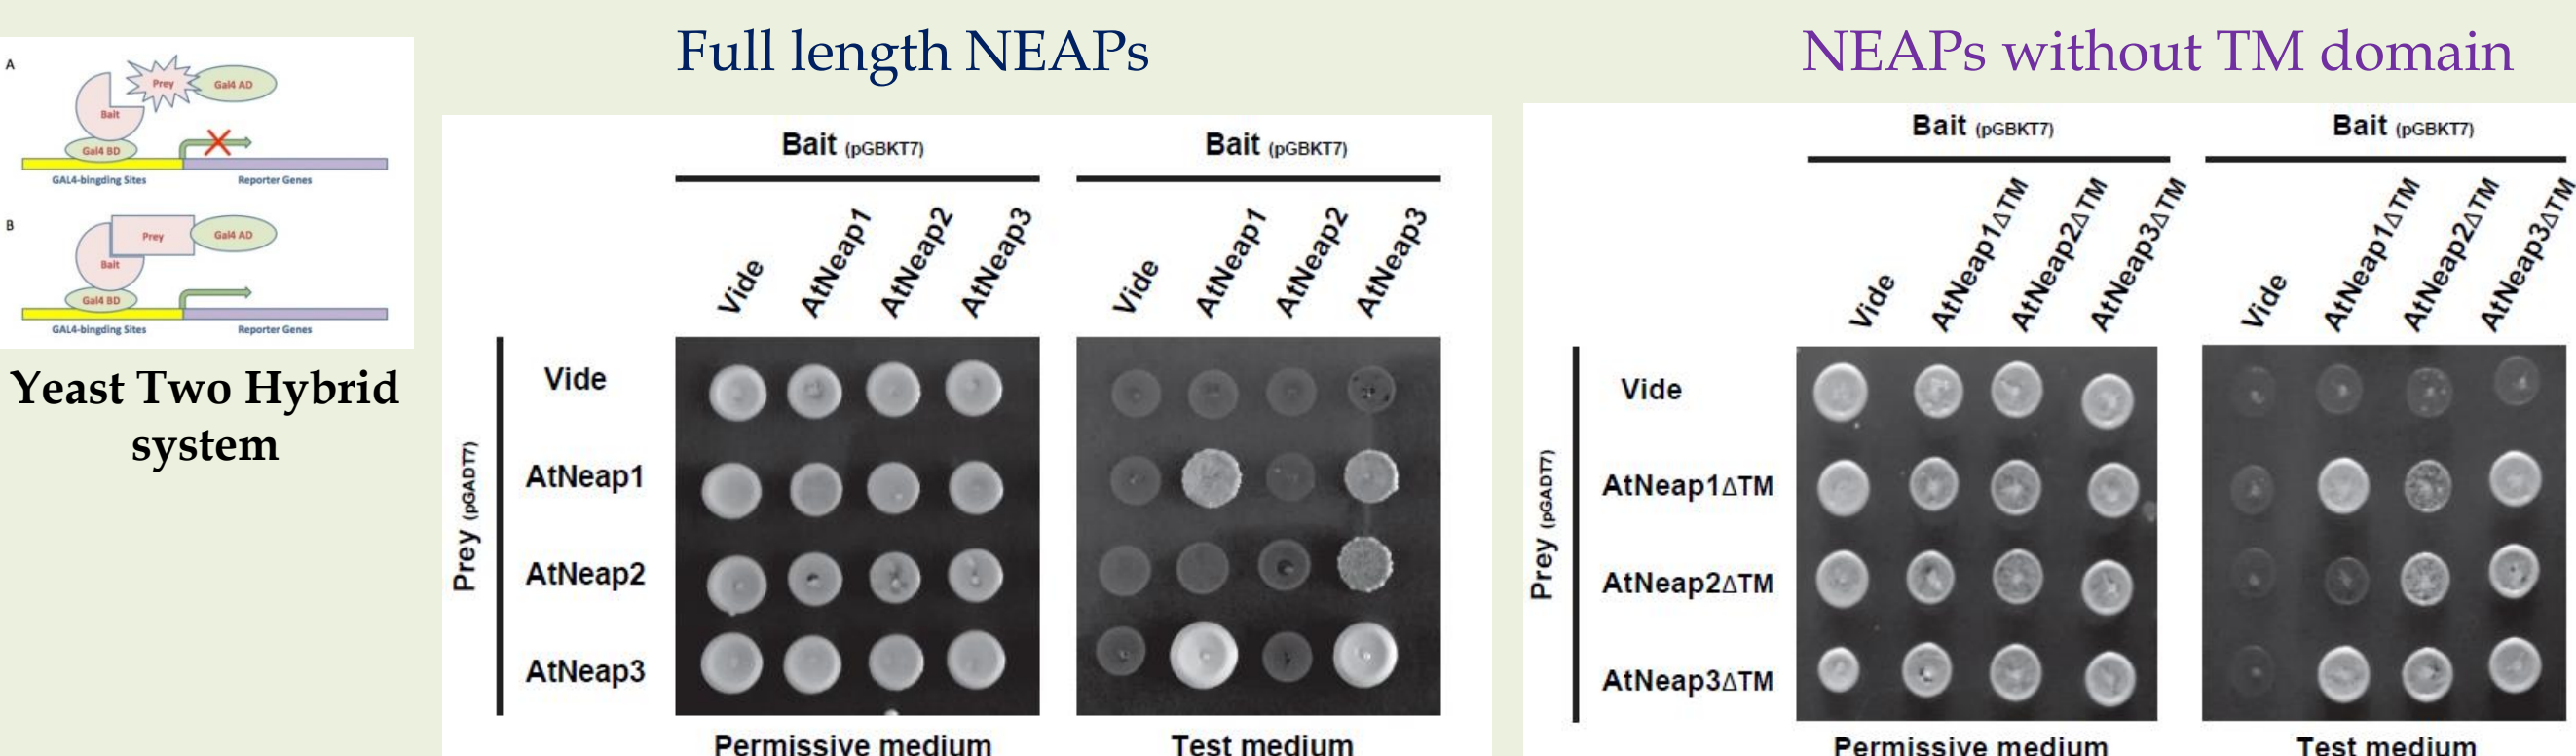 Full length NEAPs
NEAPs without TM domain
A
Prey
Gal4 AD
Bait
Gal4 BD
GAL4-bingding Sites
Reporter Genes
B
Prey
Gal4 AD
Bait
Gal4 BD
GAL4-bingding Sites
Reporter Genes
Yeast Two Hybrid
system
Bait (pGBKT7)
Bait (pGBKT7)
Vide
AtNeap1
AtNeap2
AtNeap3
Vide
AtNeap1
AtNeap2
AtNeap3
Prey (pGADT7)
Vide
AtNeap1
AtNeap2
AtNeap3
Permissive medium
Test medium
Bait (pGBKT7)
Bait (pGBKT7)
Vide
AtNeap1ΔTM
AtNeap2ΔTM
AtNeap3ΔTM
Vide
AtNeap1ΔTM
AtNeap2ΔTM
AtNeap3ΔTM
Prey (pGADT7)
Vide
AtNeap1ΔTM
AtNeap2ΔTM
AtNeap3ΔTM
Permissive medium
Test medium